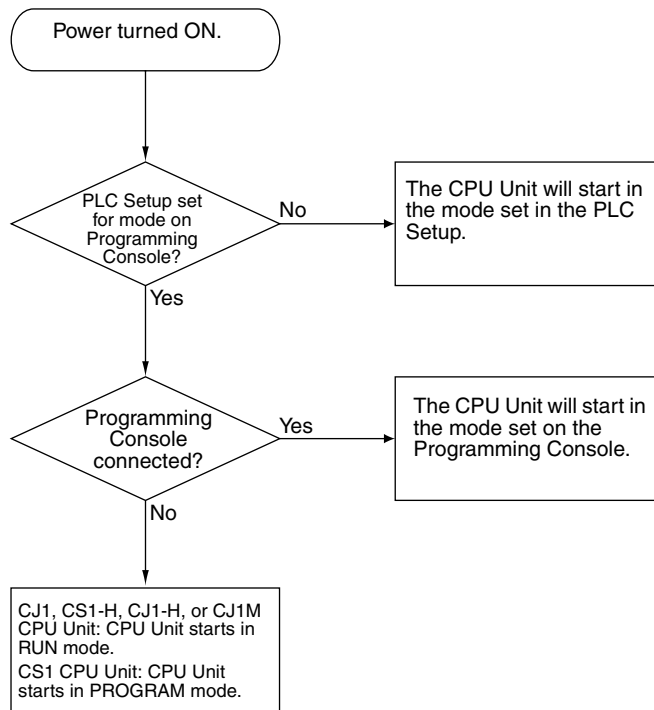 Power turned ON.
PLC Setup set
for mode on
Programming
Console?
No
The CPU Unit will start in
the mode set in the PLC
Setup.
Yes
Programming
Console
connected?
Yes
The CPU Unit will start in
the mode set on the
Programming Console.
No
CJ1, CS1-H, CJ1-H, or CJ1M
CPU Unit: CPU Unit starts in
RUN mode.
CS1 CPU Unit: CPU Unit
starts in PROGRAM mode.